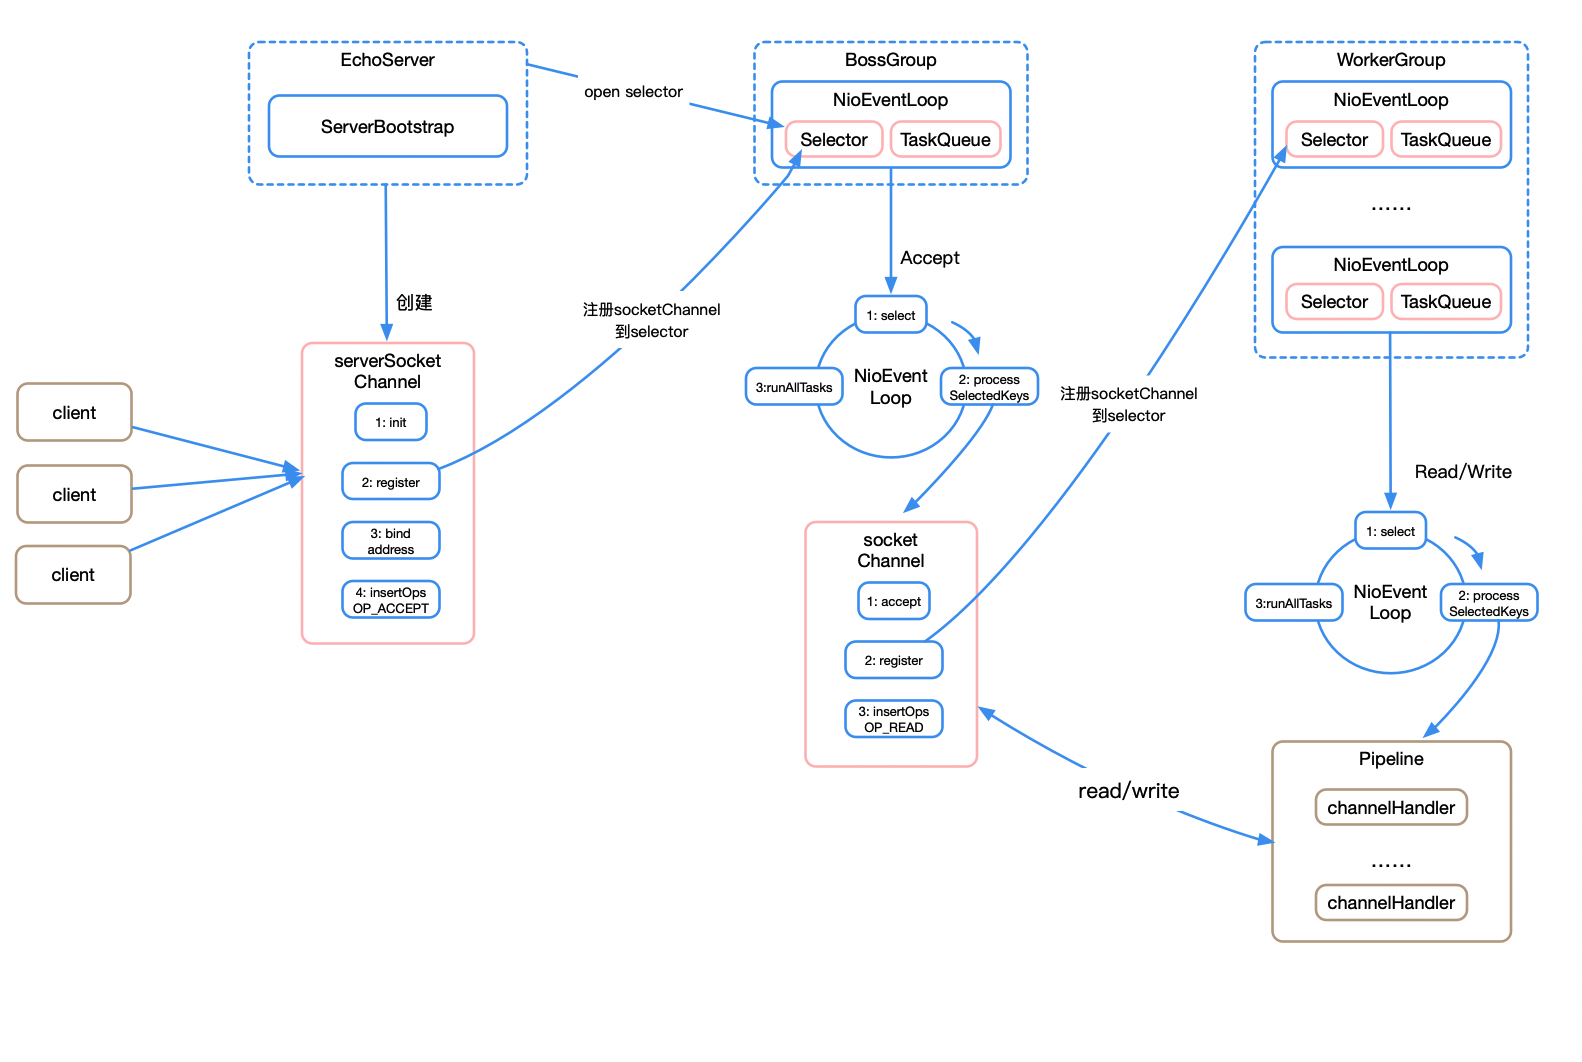 EchoServer
ServerBootstrap
open selector
BossGroup
NioEventLoop
Selector
TaskQueue
WorkerGroup
NioEventLoop
Selector
TaskQueue
......
NioEventLoop
Selector
TaskQueue
创建
注册socketChannel
到selector
Accept
1: select
2: process
SelectedKeys
3:runAllTasks
NioEvent
Loop
client
client
client
serverSocket
Channel
1: init
2: register
3: bind
address
4: insertOps
OP_ACCEPT
注册socketChannel
到selector
socket
Channel
1: accept
2: register
3: insertOps
OP_READ
Read/Write
1: select
2: process
SelectedKeys
3:runAllTasks
NioEvent
Loop
read/write
Pipeline
channelHandler
......
channelHandler